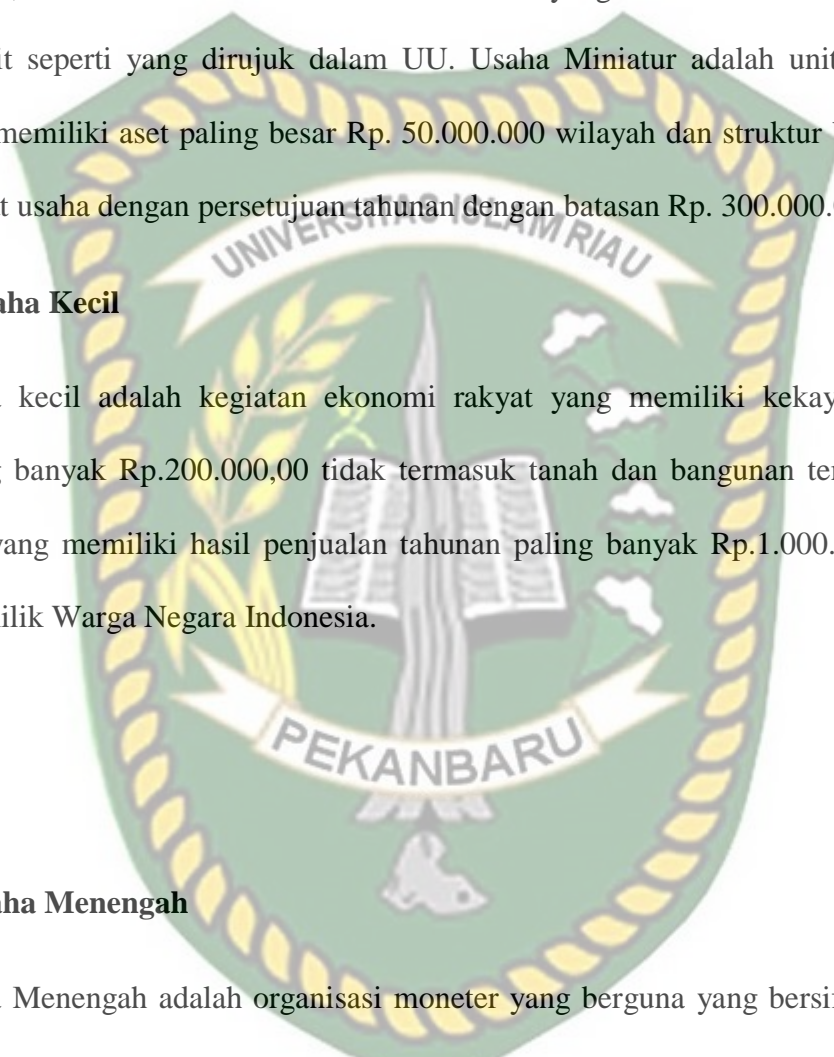 it seperti yang dirujuk dalam UU. Usaha Miniatur adalah unit
memiliki aset paling besar Rp. 50.000.000 wilayah dan struktur
t usaha dengan persetujuan tahunan dengan batasan Rp. 300.000.
UNIVERSITAS ISLAM RIAU
aha Kecil
kecil adalah kegiatan ekonomi rakyat yang memiliki kekay
g banyak Rp.200.000,00 tidak termasuk tanah dan bangunan ter
yang memiliki hasil penjualan tahunan paling banyak Rp.1.000.
ilik Warga Negara Indonesia.
PEKANBARU
aha Menengah
Menengah adalah organisasi moneter yang berguna yang bersi